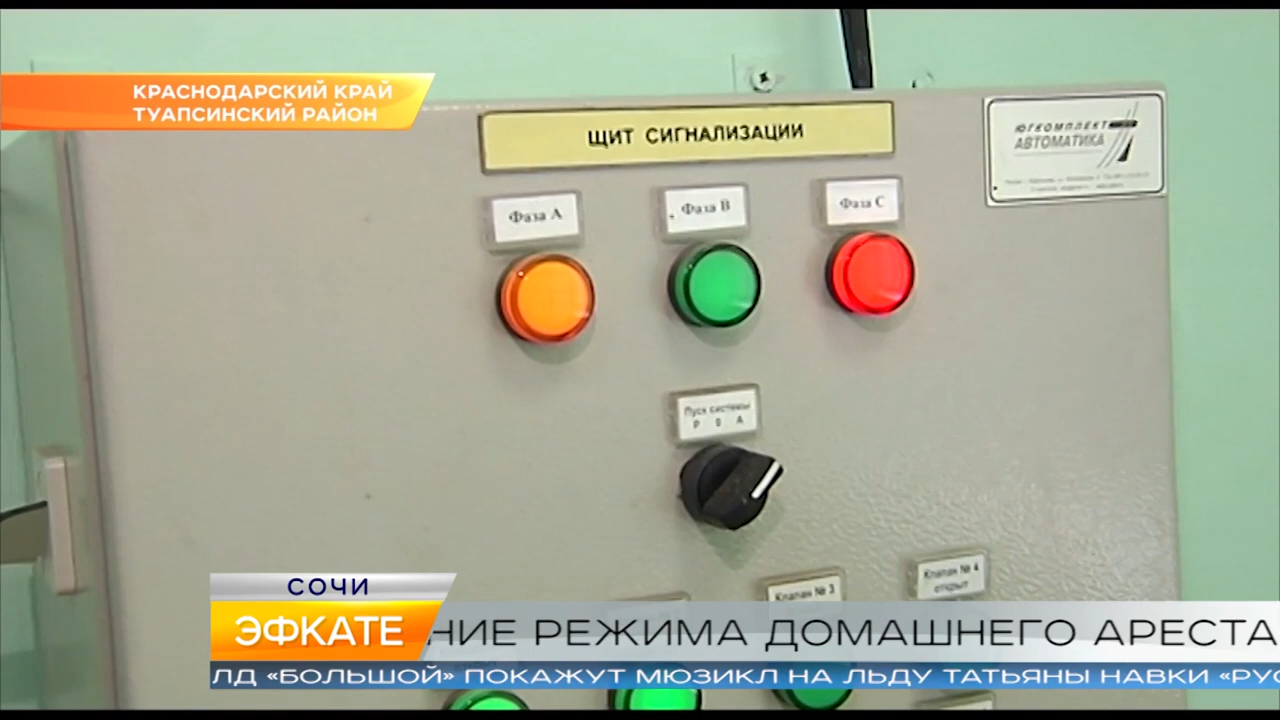 КРАСНОДАРСКИЙ КРАЙ
ТУАПСИНСКИЙ РАЙОН
ЩИТ СИГНАЛИЗАЦИИ
ЮГКОМПЛЕКТ
АВТОМАТИКА
Фаза А
Фаза В
Фаза С
Пуск системы
Р 0 А
Клапан № 4
открыт
Клапан № 3
СОЧИ
ЭФКАТЕ
НИЕ РЕЖИМА ДОМАШНЕГО АРЕСТА
ЛД «БОЛЬШОЙ» ПОКАЖУТ МЮЗИКЛ НА ЛЬДУ ТАТЬЯНЫ НАВКИ «РУС